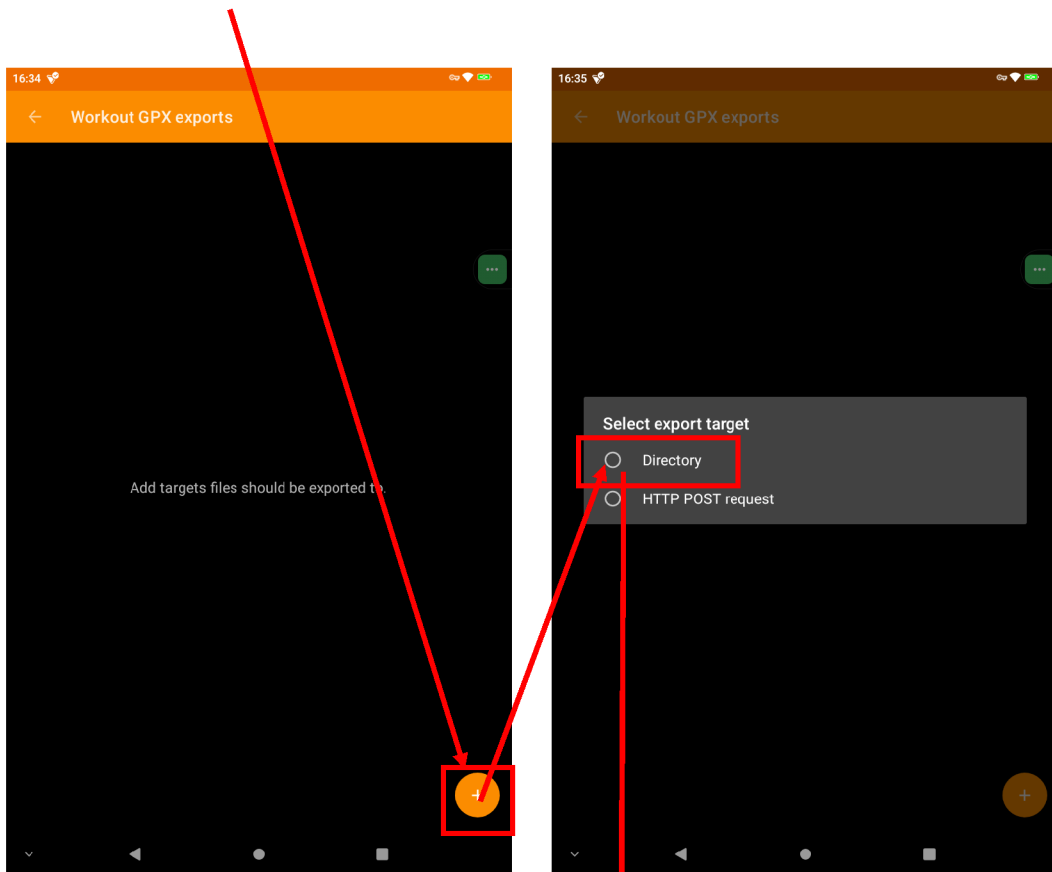 16:34
Workout GPX exports
Add targets files should be exported to.
16:35
Workout GPX exports
Select export target
Directory
HTTP POST request